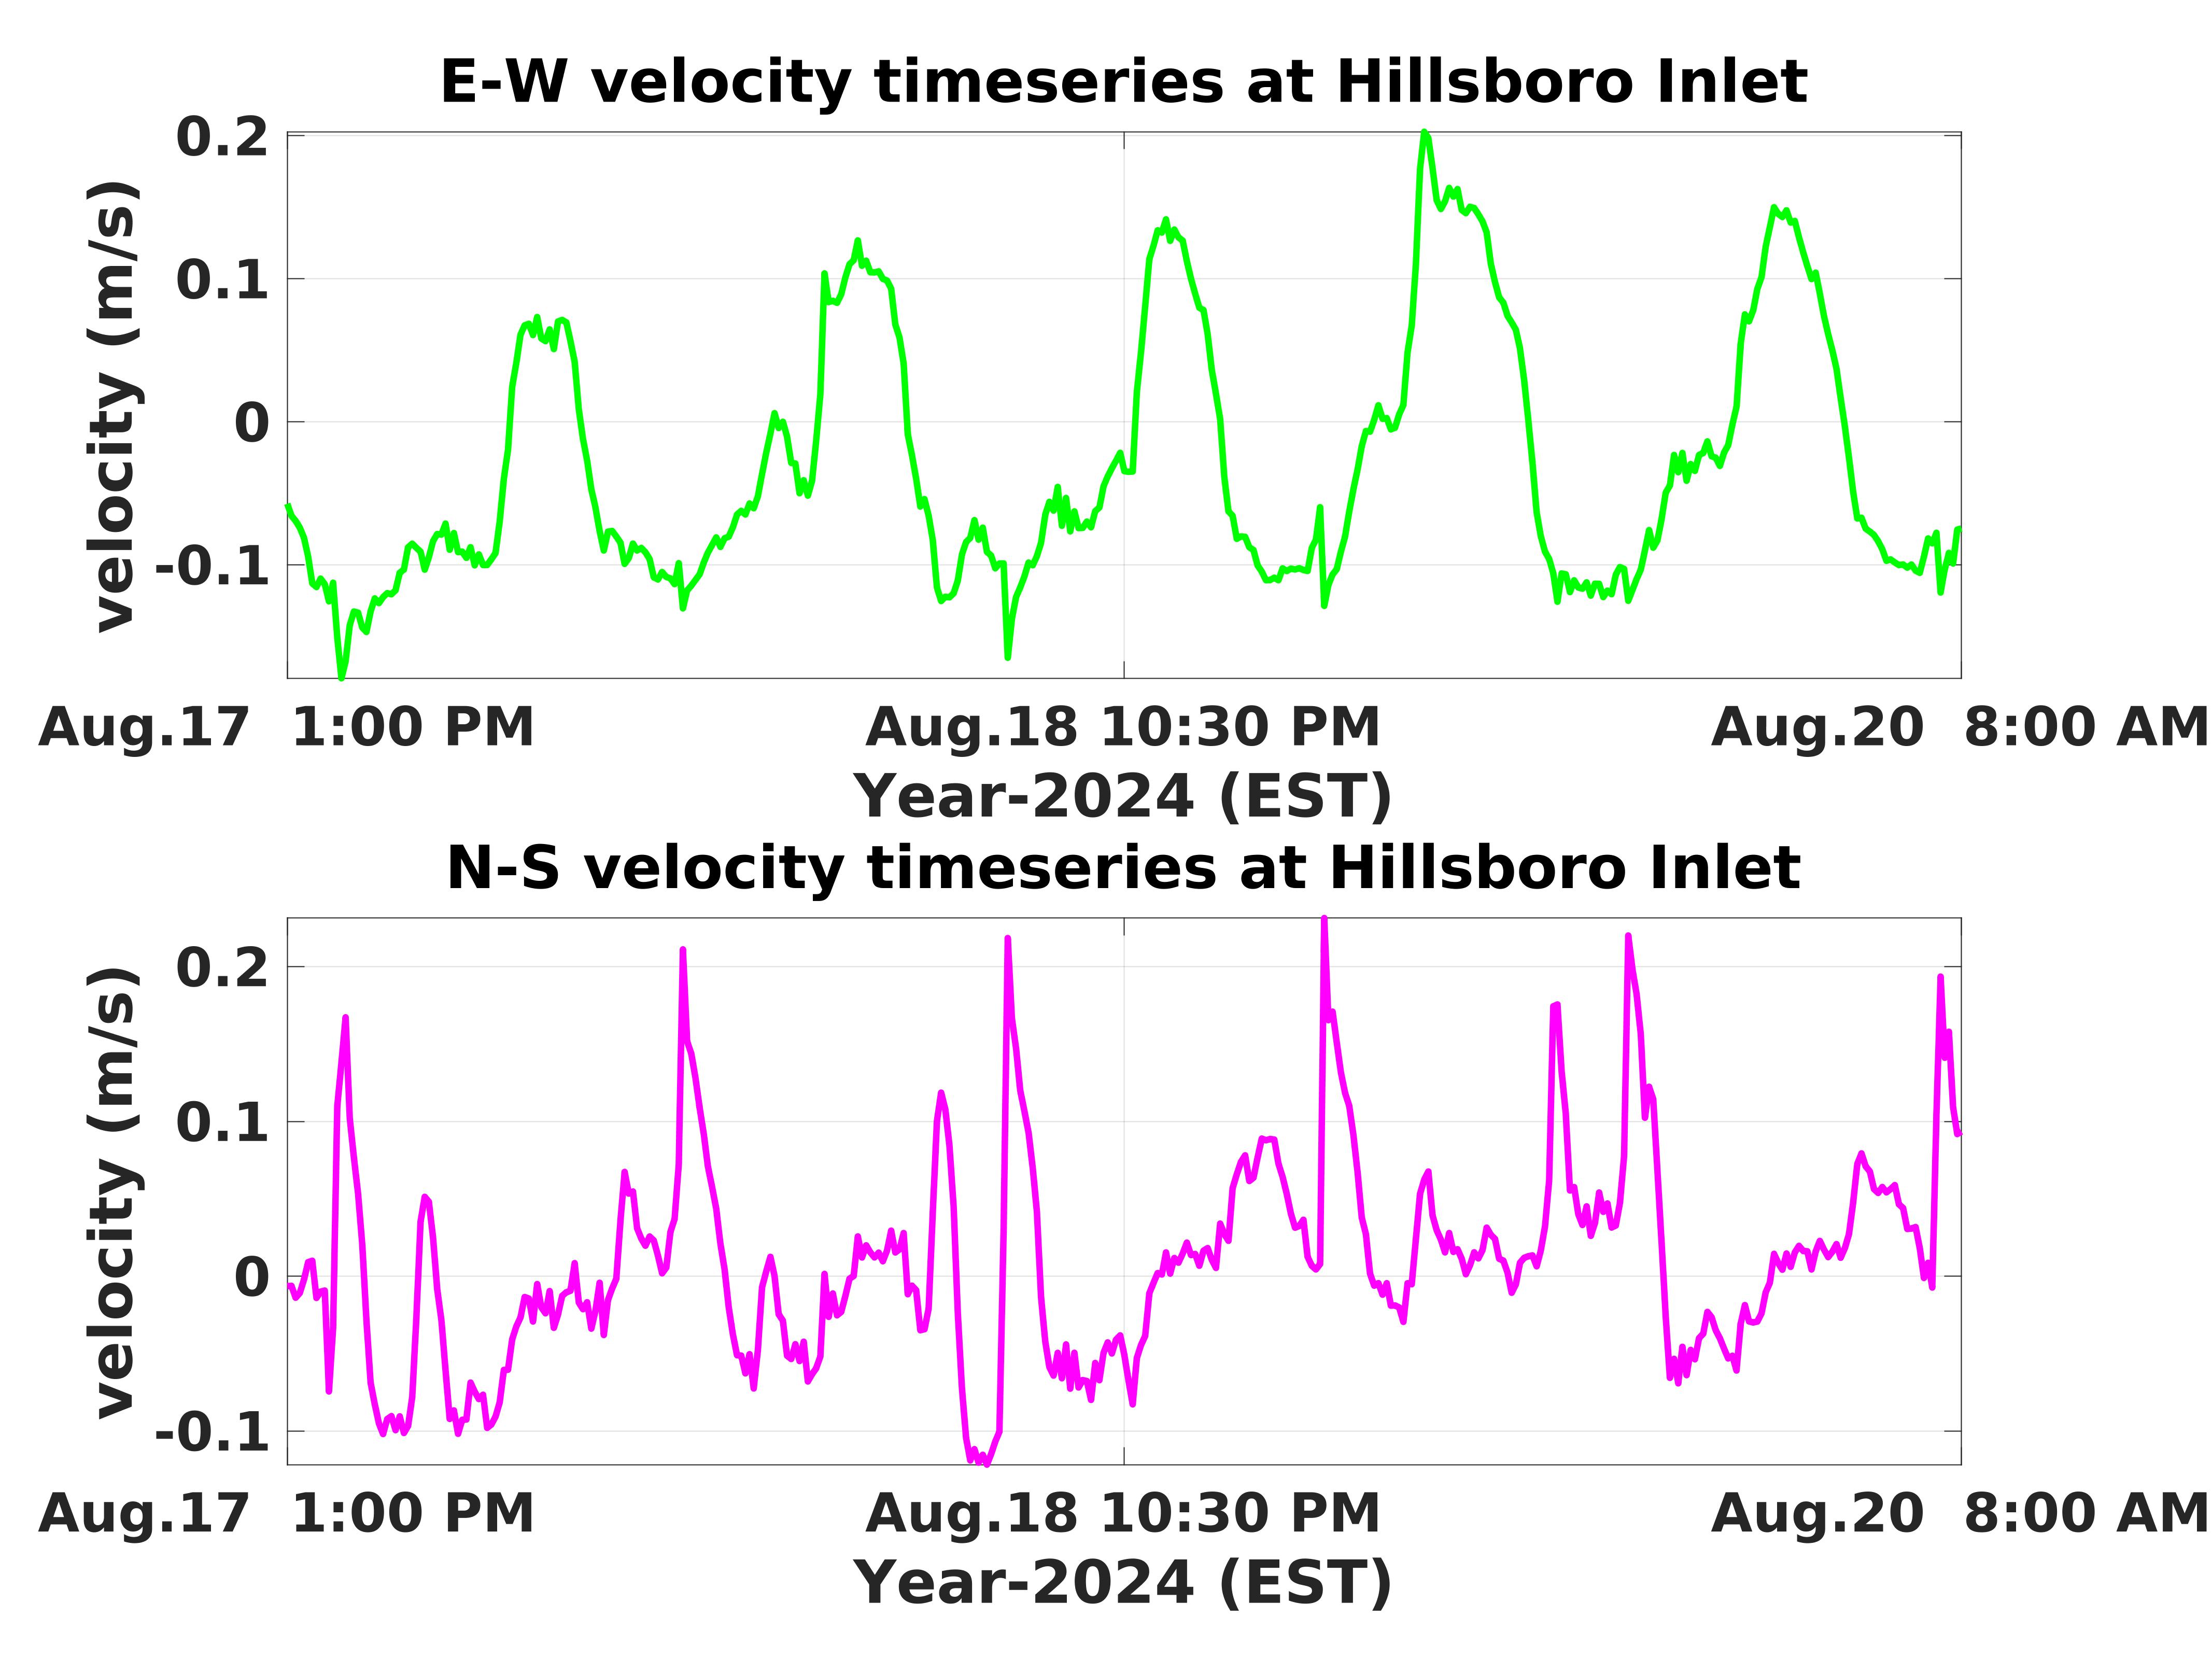 E-W velocity timeseries at Hillsboro Inlet
velocity (m/s)
0.2
0.1
0
-0.1
Aug.17  1:00 PM Aug.18 10:30 PM Aug.20  8:00 AM
Year-2024 (EST)
N-S velocity timeseries at Hillsboro Inlet
velocity (m/s)
0.2
0.1
0
-0.1
Aug.17  1:00 PM Aug.18 10:30 PM Aug.20  8:00 AM
Year-2024 (EST)